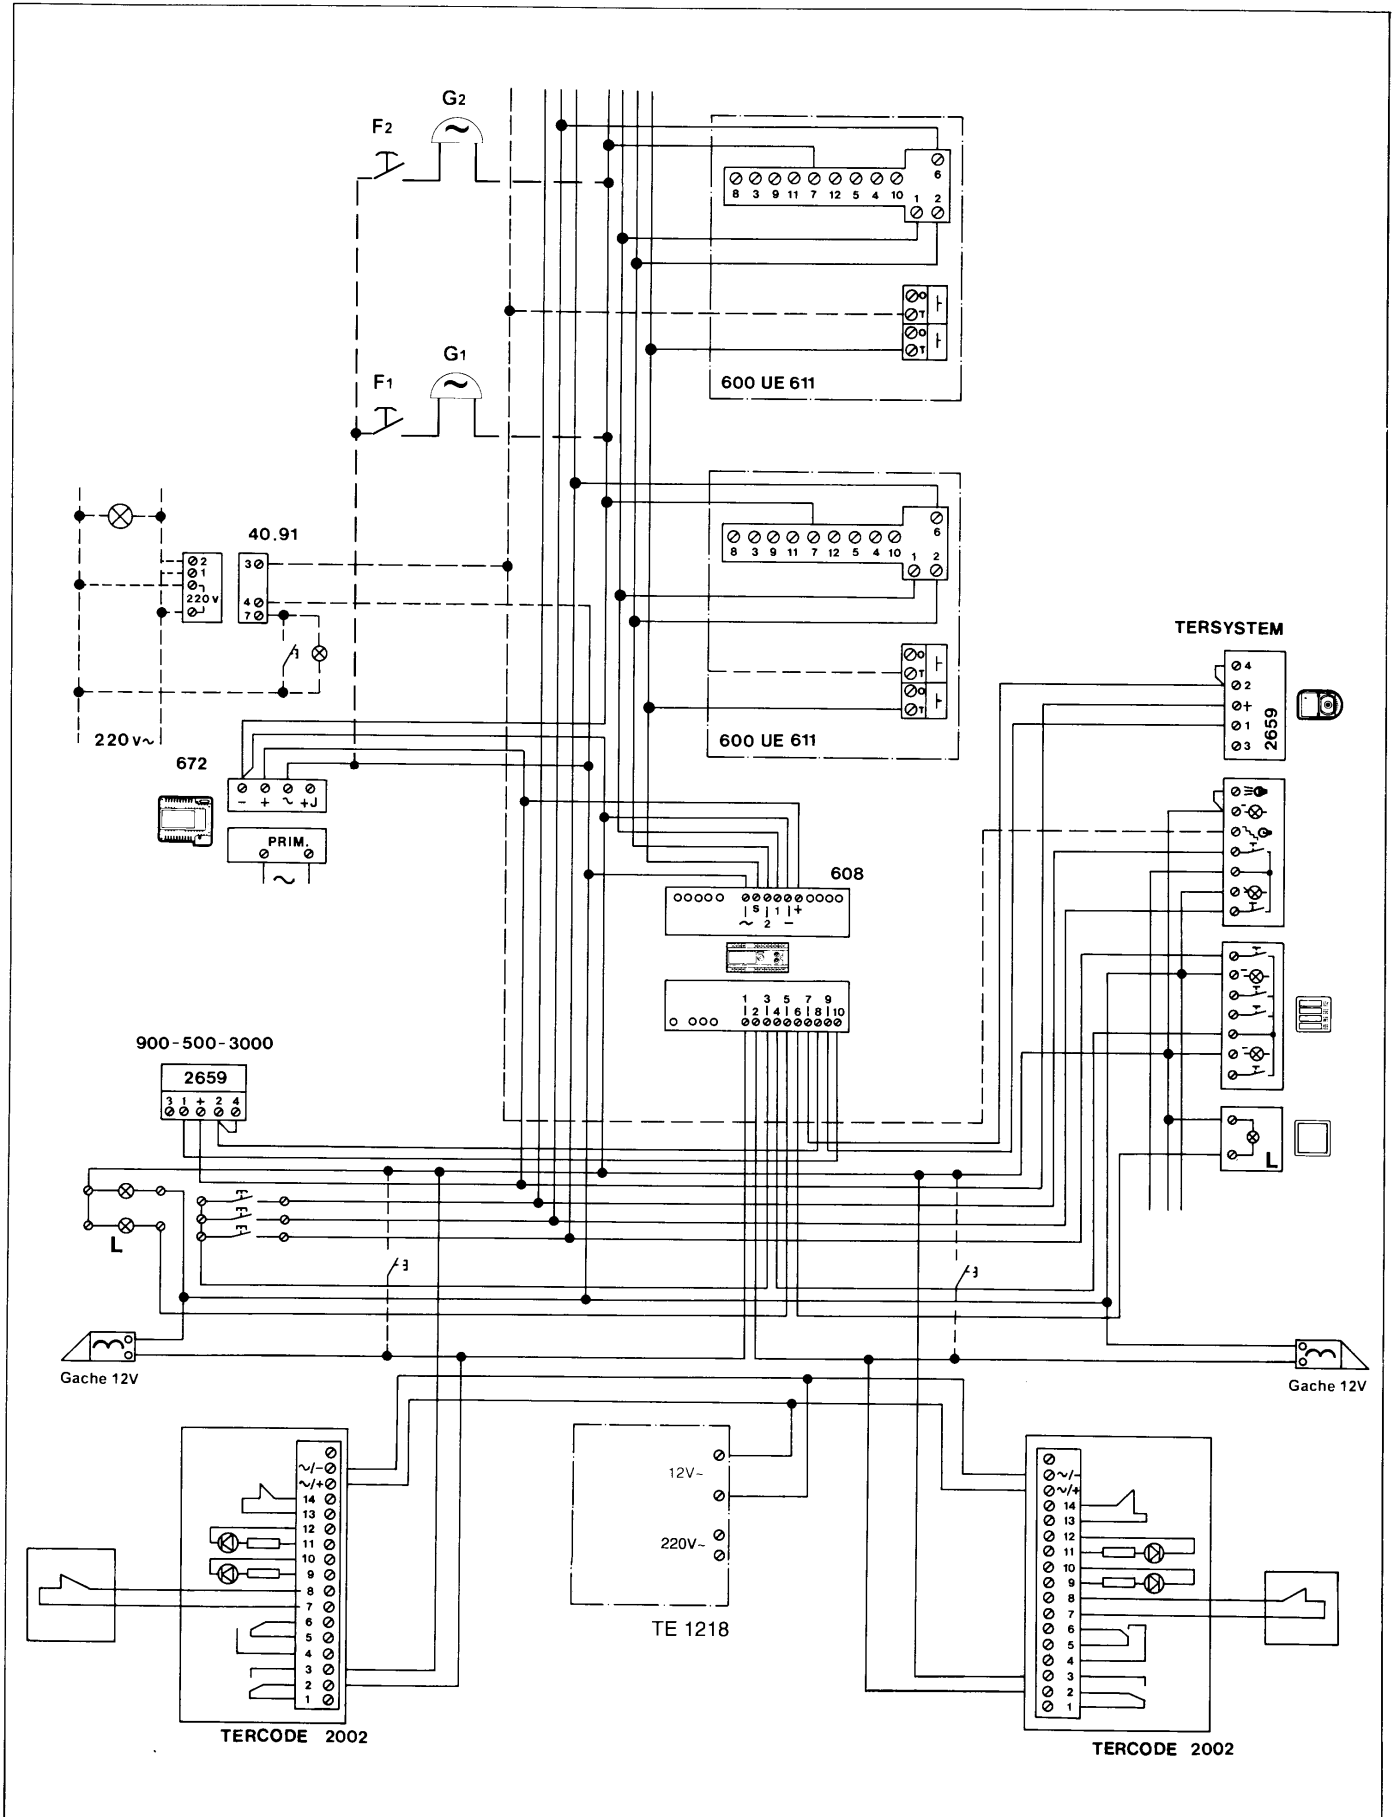 G2
F2
6
8 3 9 11 7 12 5 4 10 1 2
O
T
O
T
600 UE 611
G1
F1
6
8 3 9 11 7 12 5 4 10 1 2
O
T
O
T
600 UE 611
40.91
2
1
220 V
3
4
7
220 V~
672
- + ~ +J
PRIM.
~
TERSYSTEM
4
2
+
1
3
2659
608
~ S 2 1 - +
1 2 3 4 5 6 7 8 9 10
900-500-3000
2659
3 1 + 2 4
L
L
Gache 12V
Gache 12V
~/-
~/+
14
13
12
11
10
9
8
7
6
5
4
3
2
1
TERCODE 2002
12V~
220V~
TE 1218
~/-
~/+
14
13
12
11
10
9
8
7
6
5
4
3
2
1
TERCODE 2002